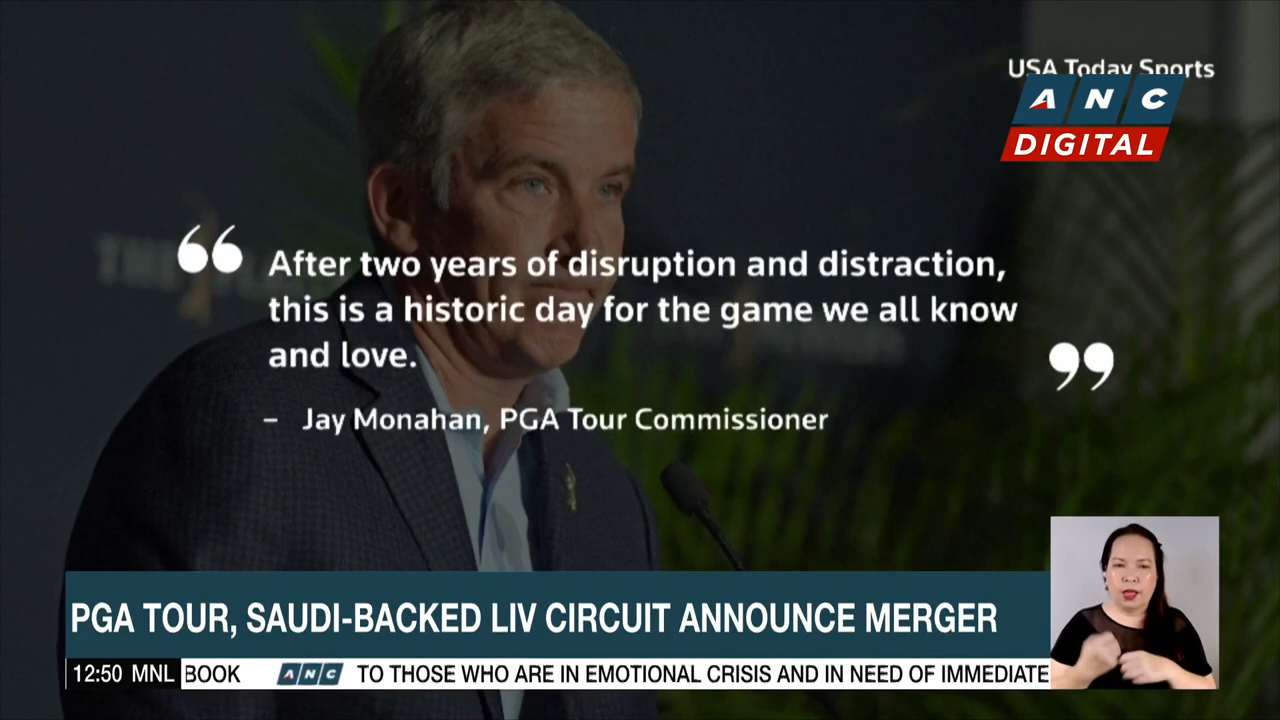 USA Today Sports
ANC
DIGITAL
“After two years of disruption and distraction,
this is a historic day for the game we all know
and love.”
– Jay Monahan, PGA Tour Commissioner
PGA TOUR, SAUDI-BACKED LIV CIRCUIT ANNOUNCE MERGER
12:50 MNL BOOK ANC TO THOSE WHO ARE IN EMOTIONAL CRISIS AND IN NEED OF IMMEDIATE